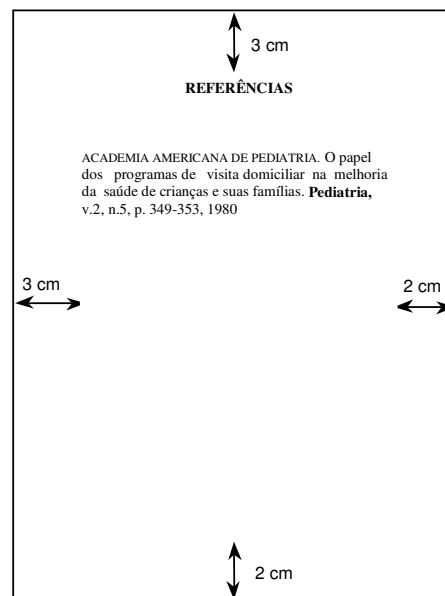 3 cm
REFERÊNCIAS
ACADEMIA AMERICANA DE PEDIATRIA. O papel
dos programas de visita domiciliar na melhoria
da saúde de crianças e suas famílias. Pediatria,
v.2, n.5, p. 349-353, 1980
3 cm
2 cm
2 cm